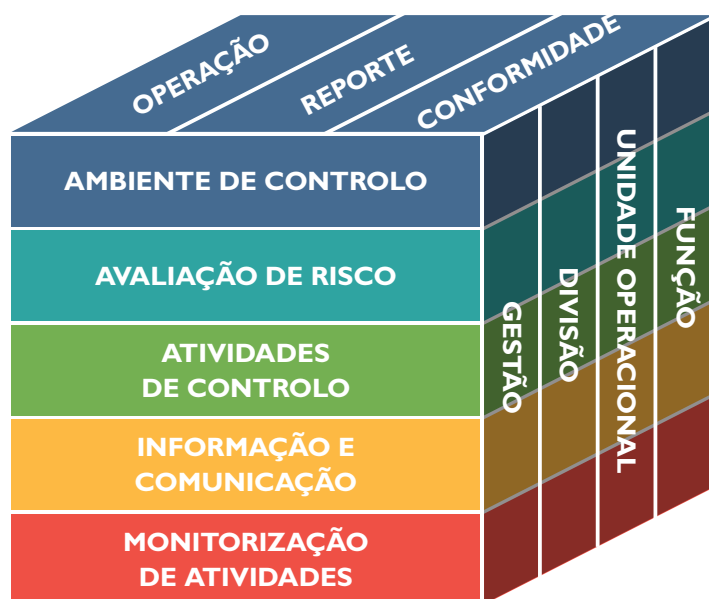 OPERAÇÃO
REPORTE
CONFORMIDADE
AMBIENTE DE CONTROLO
AVALIAÇÃO DE RISCO
ATIVIDADES
DE CONTROLO
INFORMAÇÃO E
COMUNICAÇÃO
MONITORIZAÇÃO
DE ATIVIDADES
GESTÃO
DIVISÃO
UNIDADE OPERACIONAL
FUNÇÃO